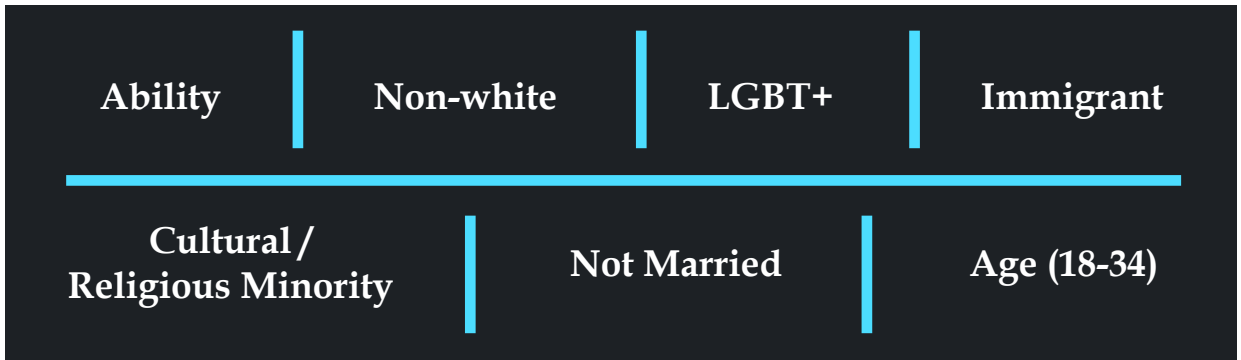 Ability
Non-white
LGBT+
Immigrant
Cultural /
Religious Minority
Not Married
Age (18-34)